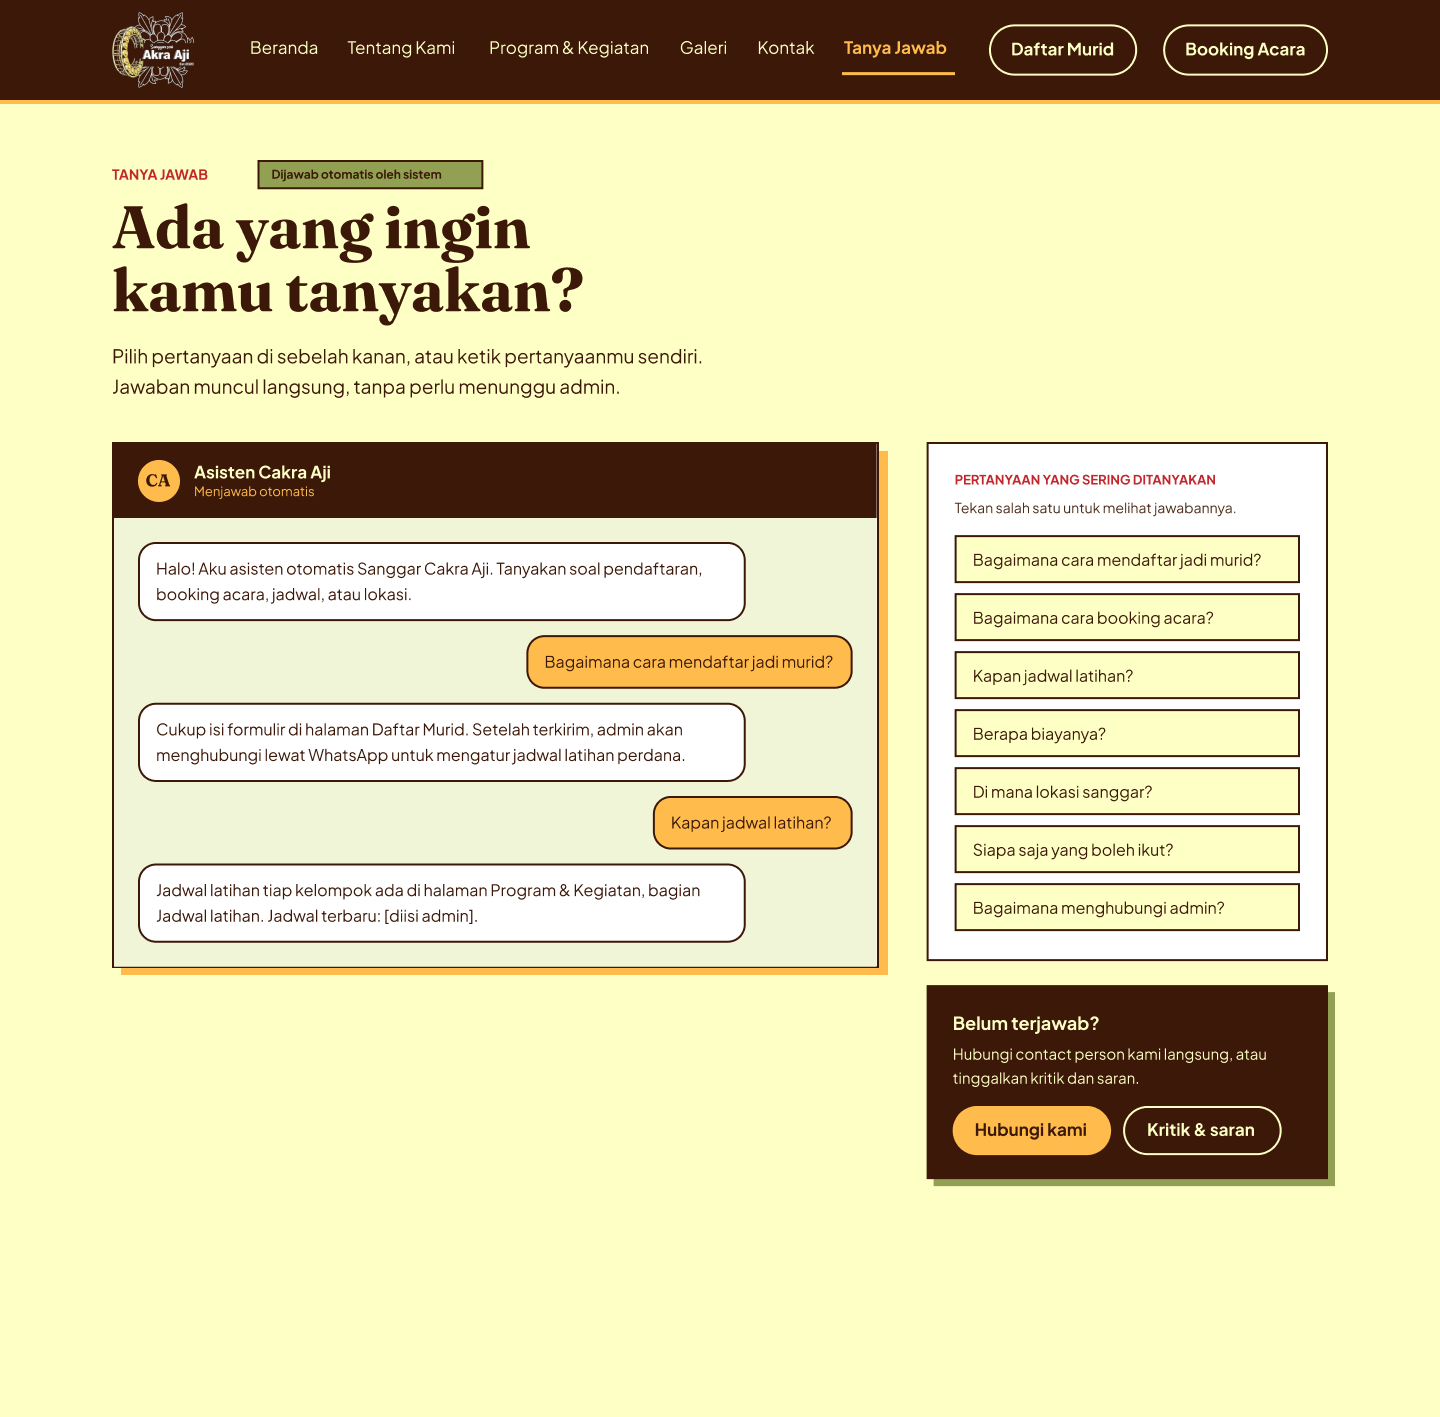 Sanggar Seni
Akra Aji
Beranda
Tentang Kami
Program & Kegiatan
Galeri
Kontak
Tanya Jawab
Daftar Murid
Booking Acara
TANYA JAWAB
Dijawab otomatis oleh sistem
Ada yang ingin
kamu tanyakan?
Pilih pertanyaan di sebelah kanan, atau ketik pertanyaanmu sendiri.
Jawaban muncul langsung, tanpa perlu menunggu admin.
CA
Asisten Cakra Aji
Menjawab otomatis
Halo! Aku asisten otomatis Sanggar Cakra Aji. Tanyakan soal pendaftaran,
booking acara, jadwal, atau lokasi.
Bagaimana cara mendaftar jadi murid?
Cukup isi formulir di halaman Daftar Murid. Setelah terkirim, admin akan
menghubungi lewat WhatsApp untuk mengatur jadwal latihan perdana.
Kapan jadwal latihan?
Jadwal latihan tiap kelompok ada di halaman Program & Kegiatan, bagian
Jadwal latihan. Jadwal terbaru: [diisi admin].
PERTANYAAN YANG SERING DITANYAKAN
Tekan salah satu untuk melihat jawabannya.
Bagaimana cara mendaftar jadi murid?
Bagaimana cara booking acara?
Kapan jadwal latihan?
Berapa biayanya?
Di mana lokasi sanggar?
Siapa saja yang boleh ikut?
Bagaimana menghubungi admin?
Belum terjawab?
Hubungi contact person kami langsung, atau
tinggalkan kritik dan saran.
Hubungi kami
Kritik & saran